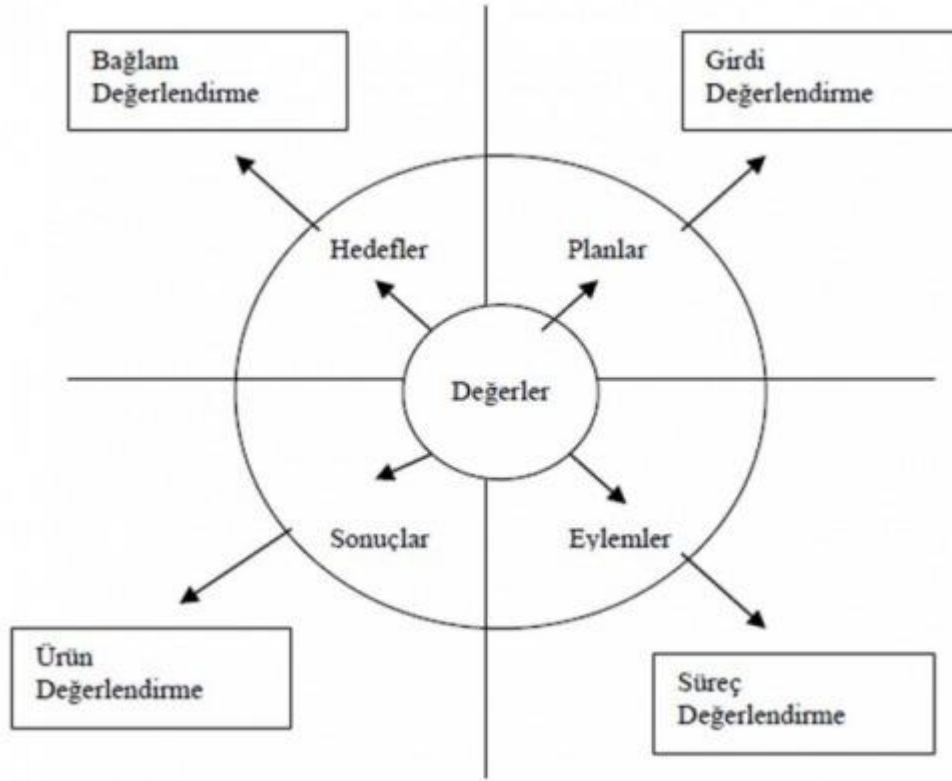 Bağlam
Değerlendirme
Girdi
Değerlendirme
Hedefler
Planlar
Değerler
Sonuçlar
Eylemler
Ürün
Değerlendirme
Süreç
Değerlendirme